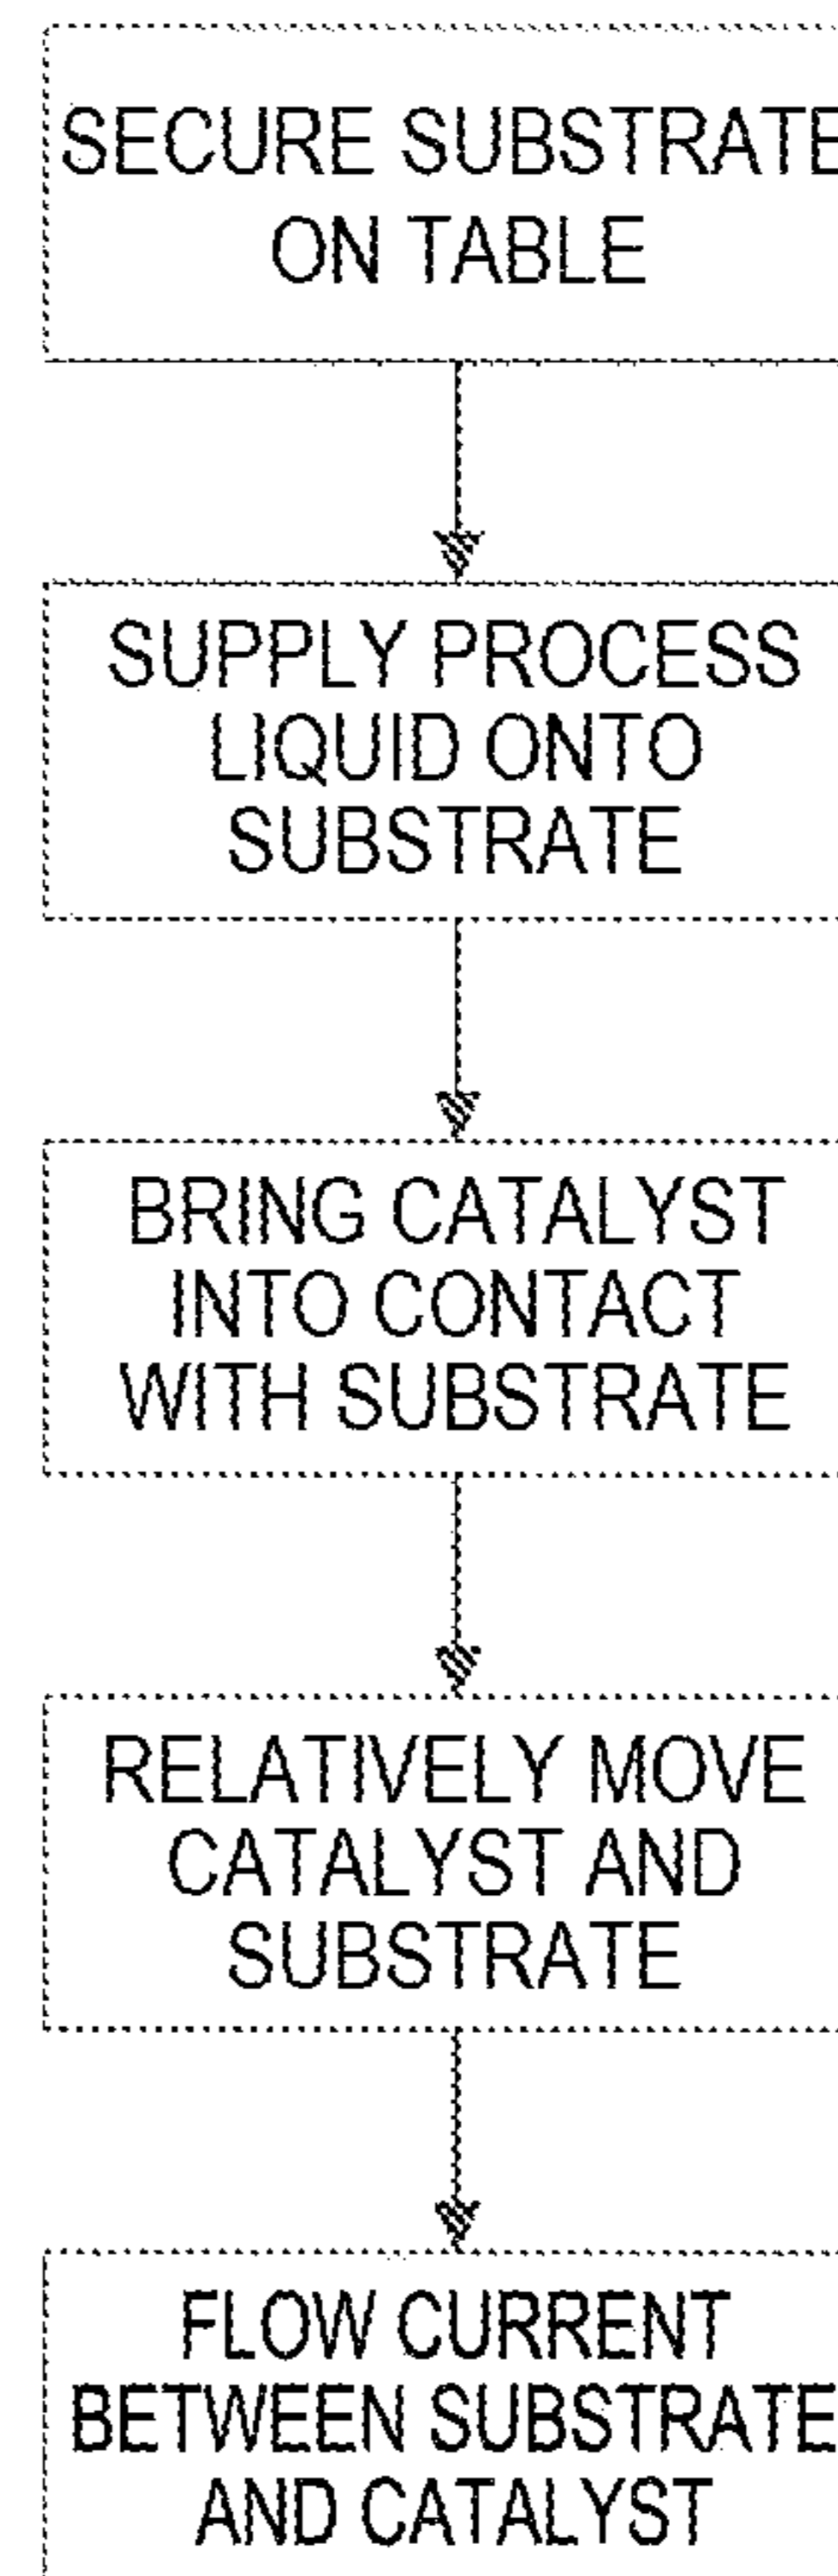 SECURE SUBSTRATE
ON TABLE
SUPPLY PROCESS
LIQUID ONTO
SUBSTRATE
BRING CATALYST
INTO CONTACT
WITH SUBSTRATE
RELATIVELY MOVE
CATALYST AND
SUBSTRATE
FLOW CURRENT
BETWEEN SUBSTRATE
AND CATALYST